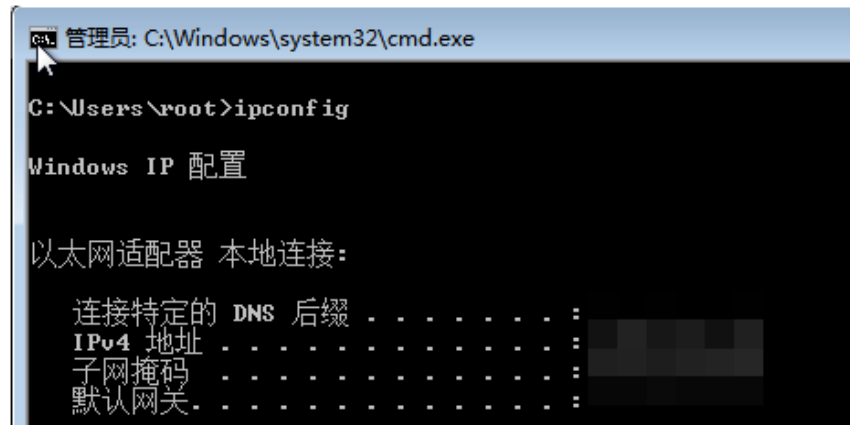 管理员: C:\Windows\system32\cmd.exe
C:\Users\root>ipconfig
Windows IP 配置
以太网适配器 本地连接:
连接特定的 DNS 后缀 . . . . . . . :
IPv4 地址 . . . . . . . . . . . . :
子网掩码 . . . . . . . . . . . . :
默认网关. . . . . . . . . . . . . :